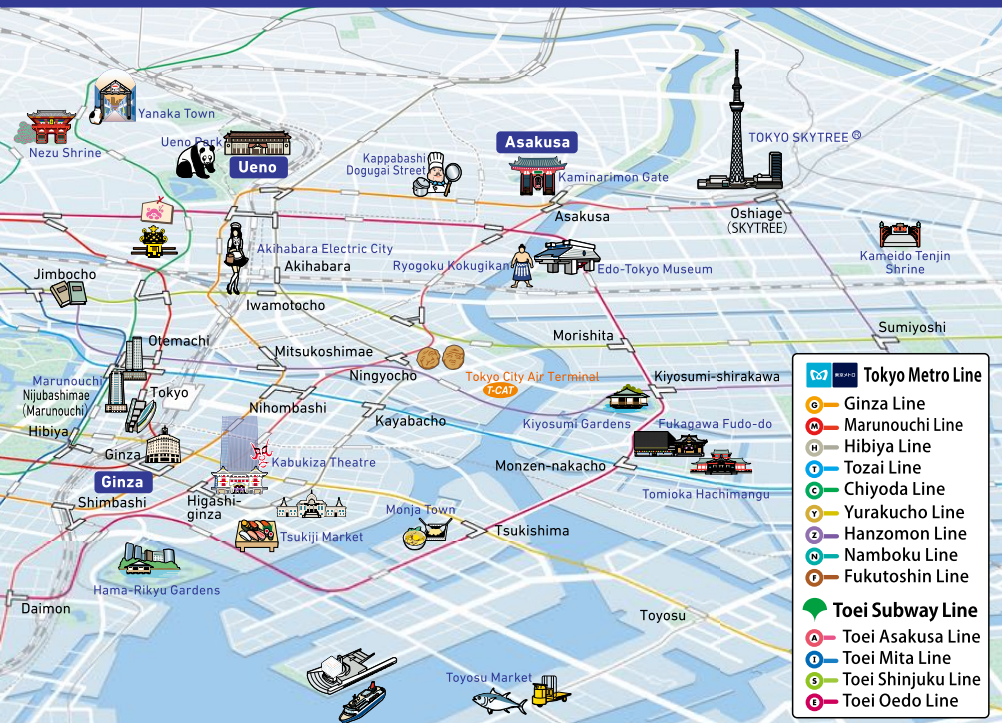 Yanaka Town
Nezu Shrine
Ueno Park
Ueno
Kappabashi
Dogugai Street
Asakusa
Kaminarimon Gate
TOKYO SKYTREE®
Asakusa
Oshiage
(SKYTREE)
Akihabara Electric City
Akihabara
Ryogoku Kokugikan
Edo-Tokyo Museum
Kameido Tenjin
Shrine
Jimbocho
Iwamotocho
Otemachi
Mitsukoshimae
Morishita
Sumiyoshi
Marunouchi
Nijubashimae
(Marunouchi)
Tokyo
Ningyocho
Tokyo City Air Terminal
T-CAT
Kiyosumi-shirakawa
Nihombashi
Kayabacho
Kiyosumi Gardens
Fukagawa Fudo-do
Hibiya
Ginza
Kabukiza Theatre
Monzen-nakacho
Tomioka Hachimangu
Ginza
Shimbashi
Higashi-
ginza
Tsukiji Market
Monja Town
Tsukishima
Hama-Rikyu Gardens
Daimon
Toyosu
Toyosu Market
東京メトロ
Tokyo Metro Line
G Ginza Line
M Marunouchi Line
H Hibiya Line
T Tozai Line
C Chiyoda Line
Y Yurakucho Line
Z Hanzomon Line
N Namboku Line
F Fukutoshin Line
Toei Subway Line
A Toei Asakusa Line
I Toei Mita Line
S Toei Shinjuku Line
E Toei Oedo Line